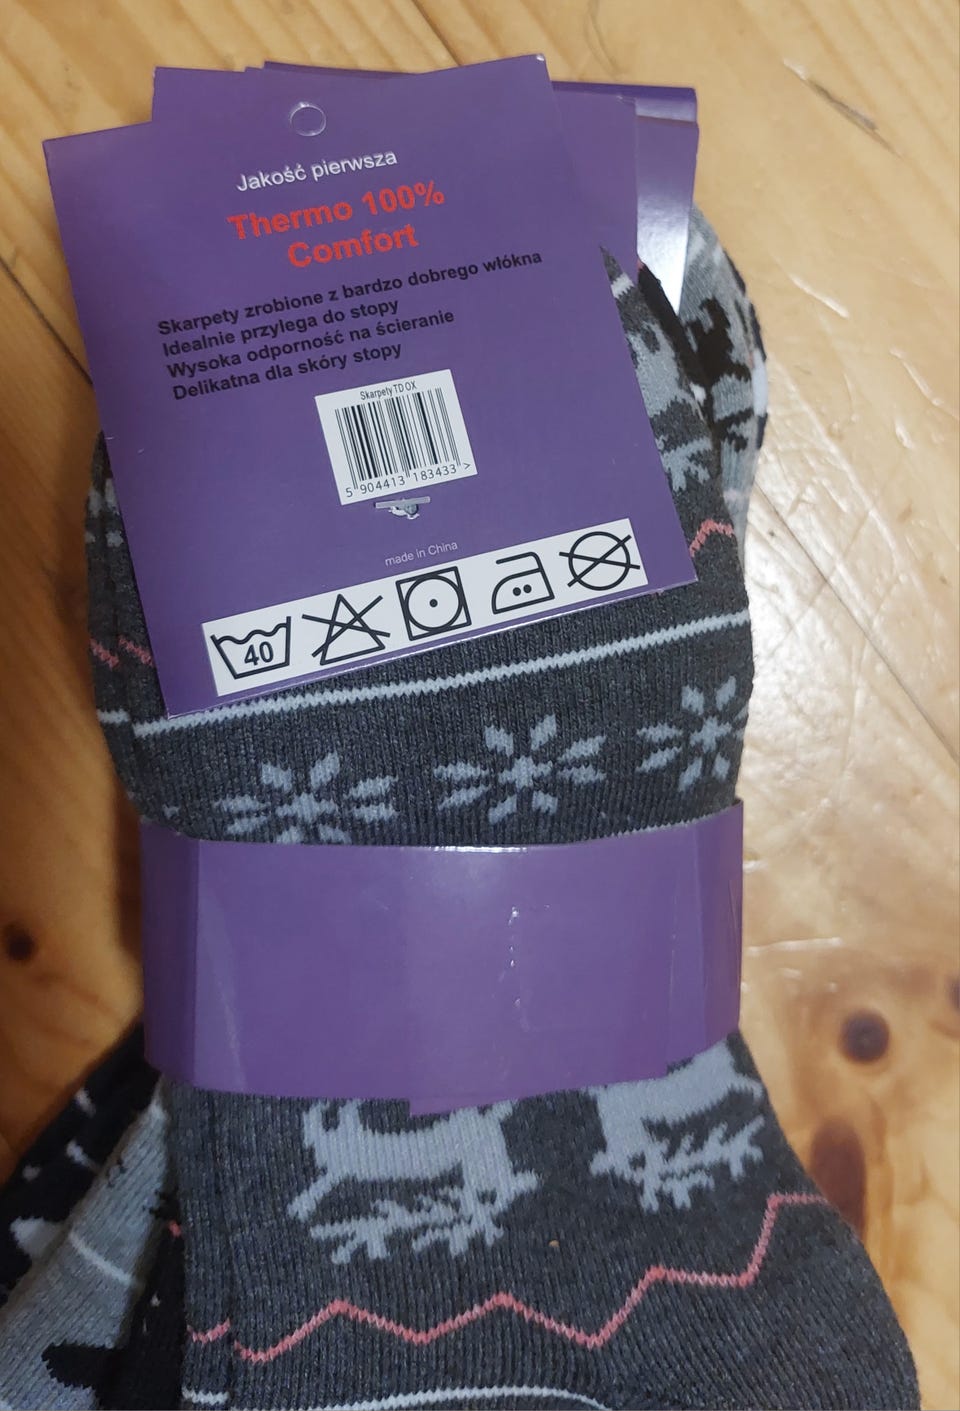 Jakość pierwsza
Thermo 100%
Comfort
Skarpety zrobione z bardzo dobrego włókna
Idealnie przylega do stopy
Wysoka odporność na ścieranie
Delikatna dla skóry stopy
Skarpety TD OX
5 904413 183433 >
made in China
40